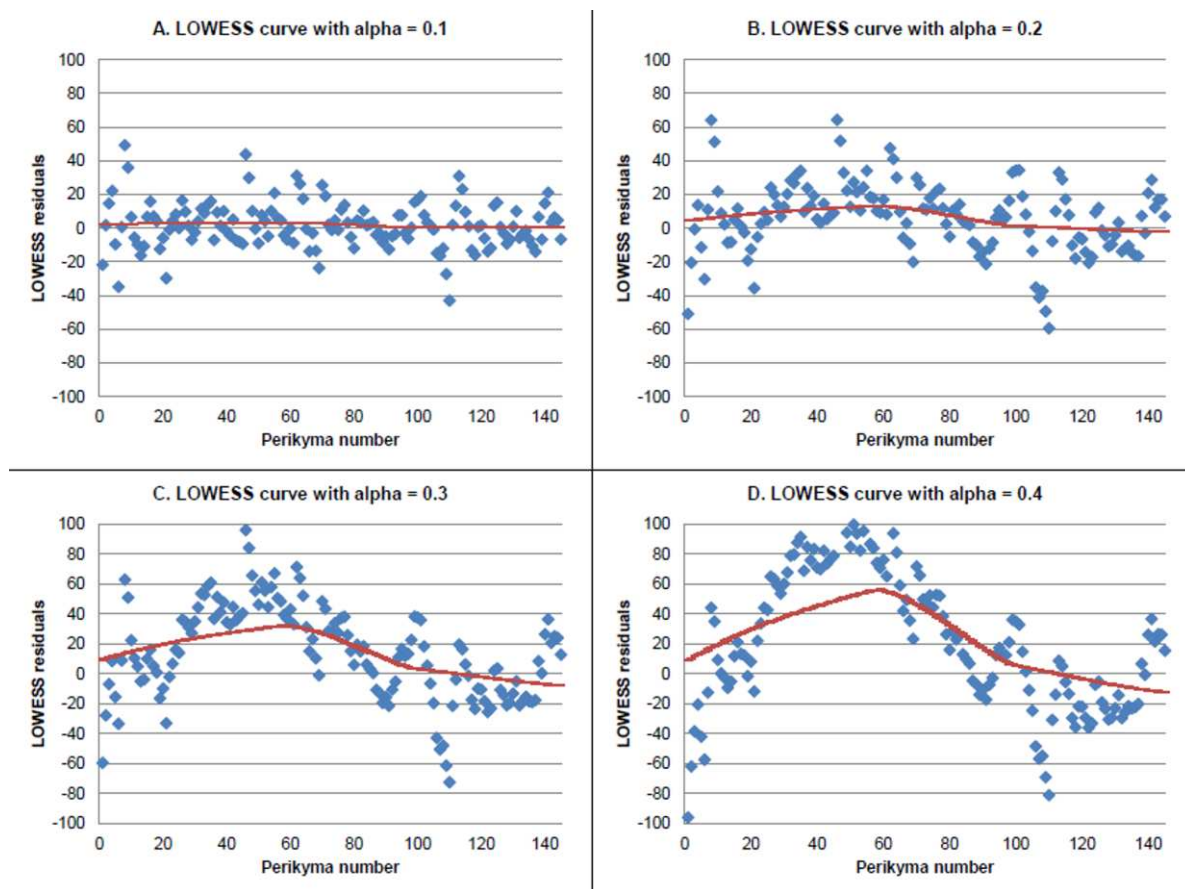 A. LOWESS curve with alpha = 0.1
LOWESS residuals
100
80
60
40
20
0
-20
-40
-60
-80
-100
0 20 40 60 80 100 120 140
Perikyma number
B. LOWESS curve with alpha = 0.2
LOWESS residuals
100
80
60
40
20
0
-20
-40
-60
-80
-100
0 20 40 60 80 100 120 140
Perikyma number
C. LOWESS curve with alpha = 0.3
LOWESS residuals
100
80
60
40
20
0
-20
-40
-60
-80
-100
0 20 40 60 80 100 120 140
Perikyma number
D. LOWESS curve with alpha = 0.4
LOWESS residuals
100
80
60
40
20
0
-20
-40
-60
-80
-100
0 20 40 60 80 100 120 140
Perikyma number